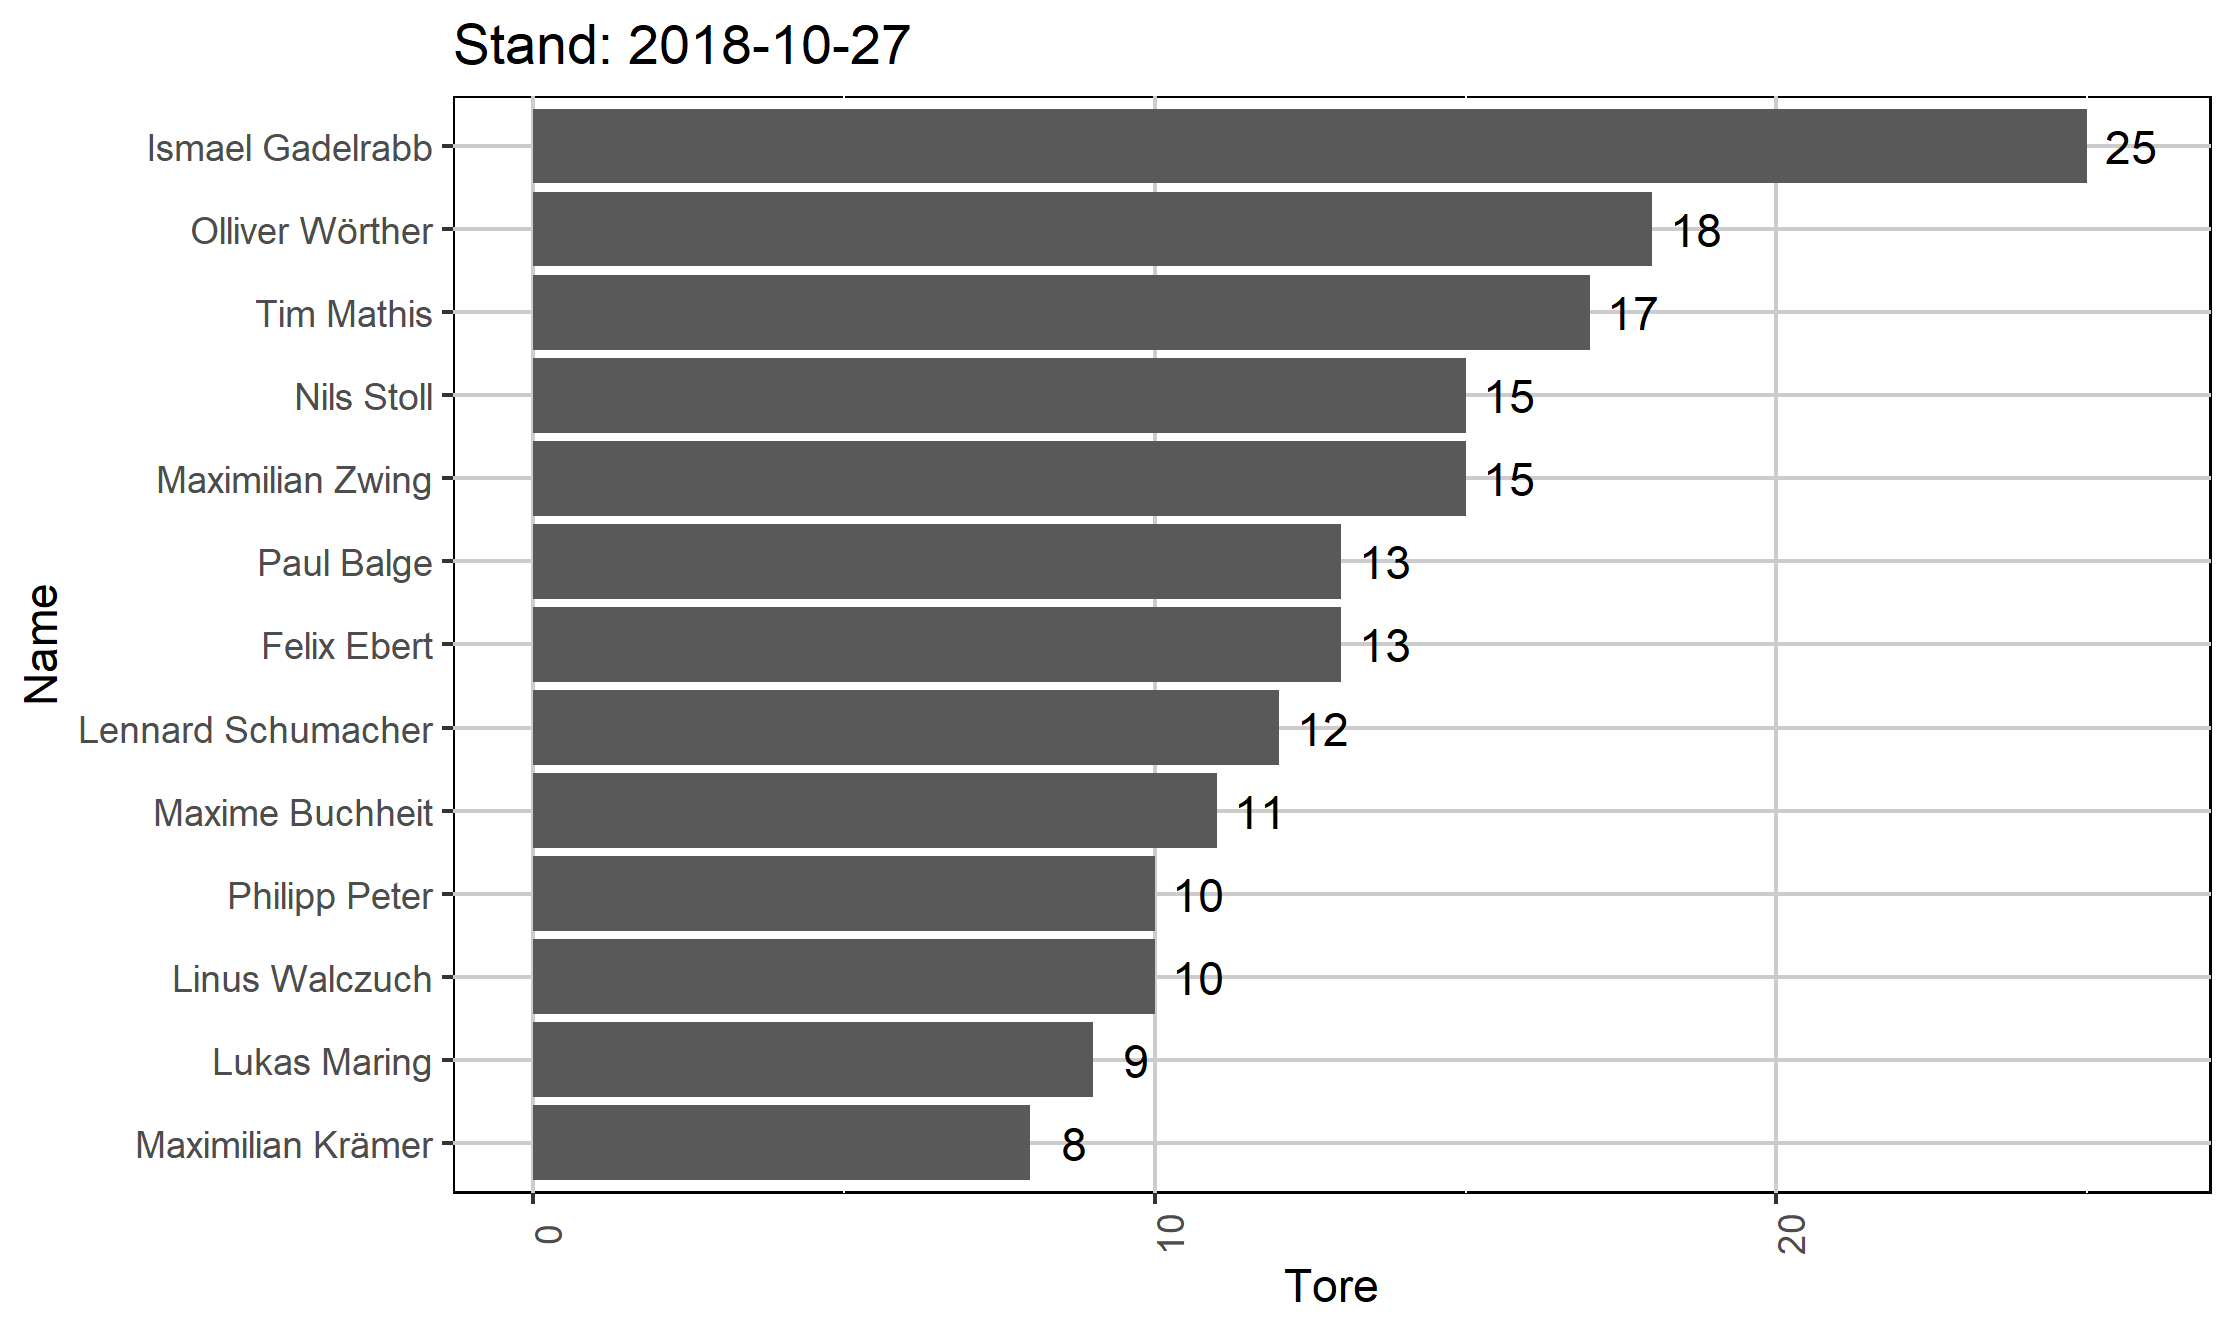 Stand: 2018-10-27
Ismael Gadelrabb 25
Olliver Wörther 18
Tim Mathis 17
Nils Stoll 15
Maximilian Zwing 15
Paul Balge 13
Felix Ebert 13
Lennard Schumacher 12
Maxime Buchheit 11
Philipp Peter 10
Linus Walczuch 10
Lukas Maring 9
Maximilian Krämer 8
Name
0 10 20
Tore